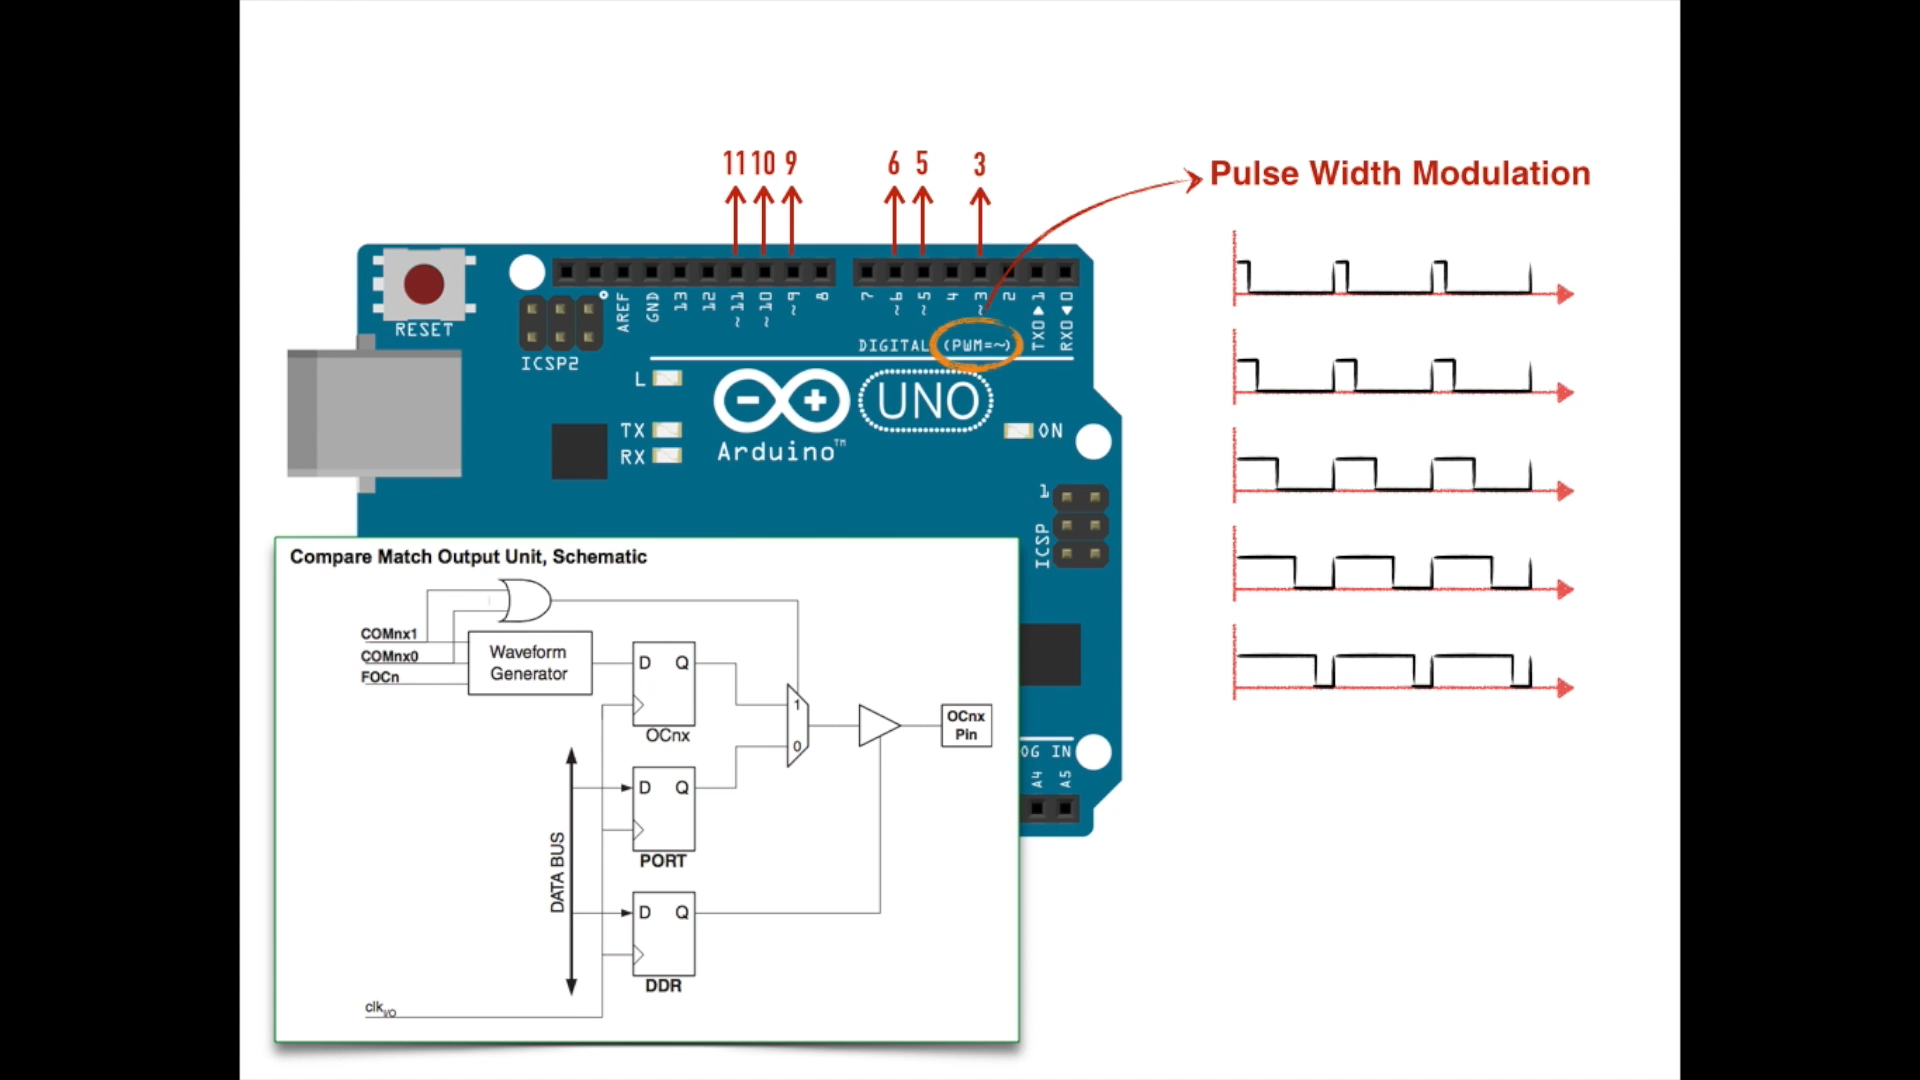 11 10 9 6 5 3
Pulse Width Modulation
RESET
ICSP2
AREF GND 13 12 ~11 ~10 ~9 8 7 ~6 ~5 4 ~3 2 TX0▶1 RX0◀0
DIGITAL (PWM=~)
L
TX
RX
Arduino™
UNO
ON
1
ICSP
OG IN
A4 A5
Compare Match Output Unit, Schematic
COMnx1
COMnx0
FOCn
Waveform
Generator
D Q
OCnx
1
0
OCnx
Pin
D Q
PORT
DATA BUS
D Q
DDR
clkI/O